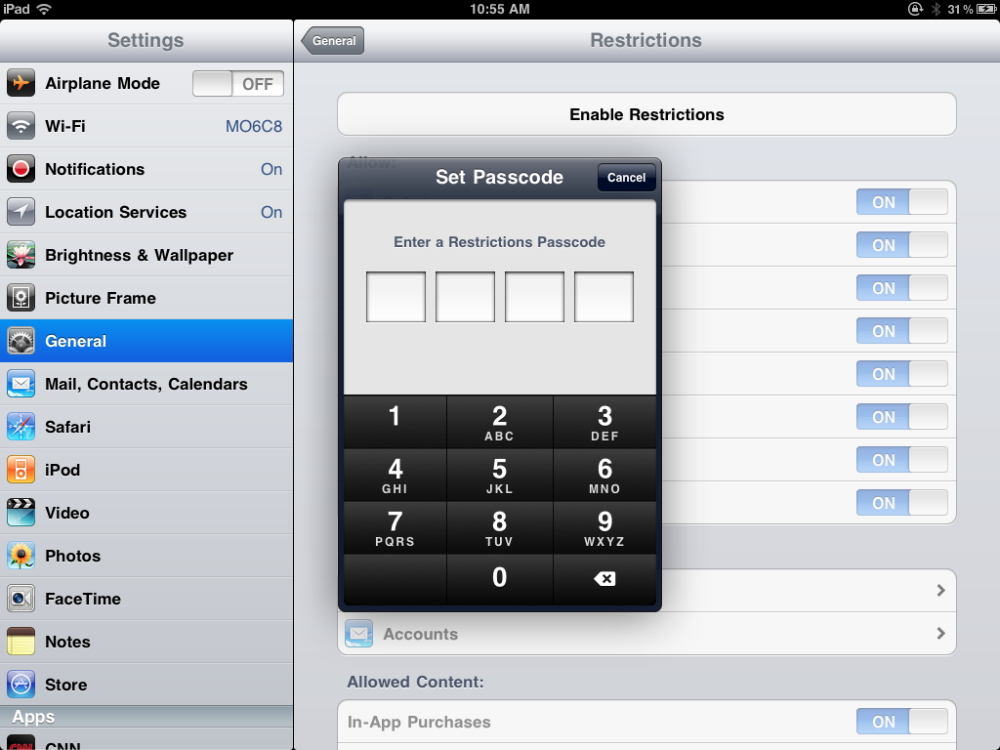 iPad 10:55 AM 31%
Settings
General Restrictions
Airplane Mode OFF
Wi-Fi MO6C8
Notifications On
Location Services On
Brightness & Wallpaper
Picture Frame
General
Mail, Contacts, Calendars
Safari
iPod
Video
Photos
FaceTime
Notes
Store
Apps
CNN
Enable Restrictions
Allow:
Set Passcode Cancel
Enter a Restrictions Passcode
1 2 3
ABC DEF
4 5 6
GHI JKL MNO
7 8 9
PQRS TUV WXYZ
0
ON
ON
ON
ON
ON
ON
ON
ON
Accounts
Allowed Content:
In-App Purchases ON